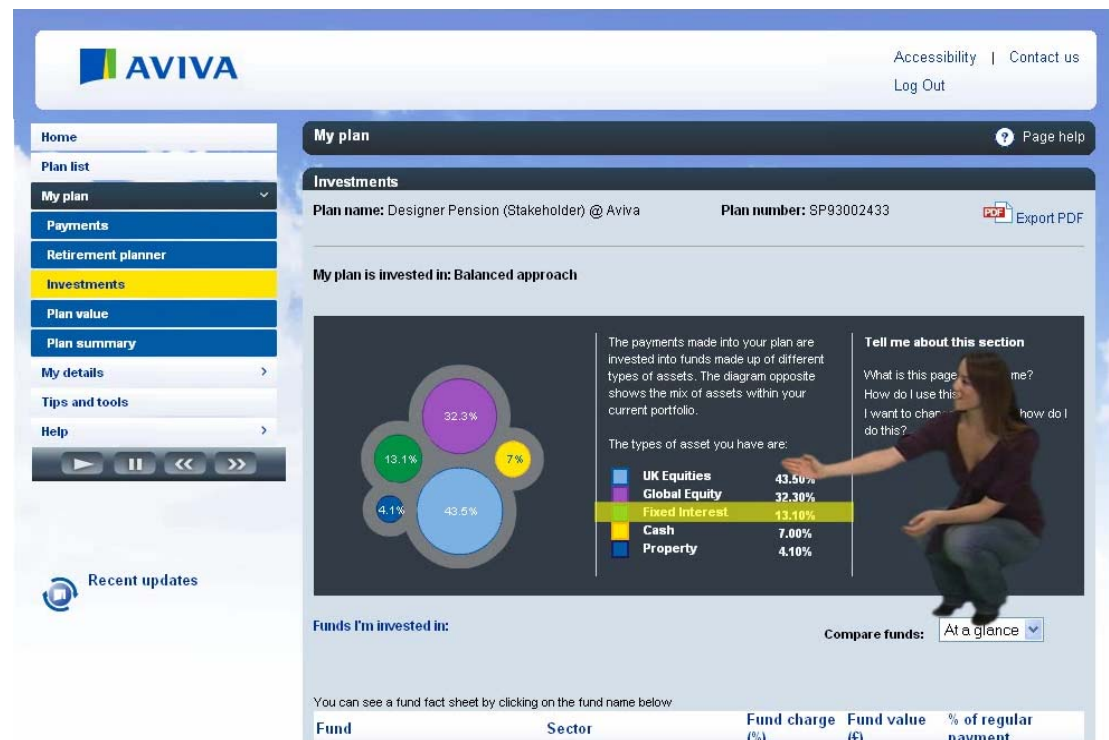 AVIVA
Accessibility | Contact us
Log Out
Home
Plan list
My plan
Payments
Retirement planner
Investments
Plan value
Plan summary
My details
Tips and tools
Help
Recent updates
My plan
Page help
Investments
Plan name: Designer Pension (Stakeholder) @ Aviva
Plan number: SP93002433
PDF Export PDF
My plan is invested in: Balanced approach
32.3%
13.1%
7%
4.1%
43.5%
The payments made into your plan are
invested into funds made up of different
types of assets. The diagram opposite
shows the mix of assets within your
current portfolio.
The types of asset you have are:
UK Equities 43.50%
Global Equity 32.30%
Fixed Interest 13.10%
Cash 7.00%
Property 4.10%
Tell me about this section
What is this page me?
How do I use this
I want to how do I
do this?
Funds I'm invested in:
Compare funds: At a glance
You can see a fund fact sheet by clicking on the fund name below
Fund
Sector
Fund charge
(%)
Fund value
(£)
% of regular
payment